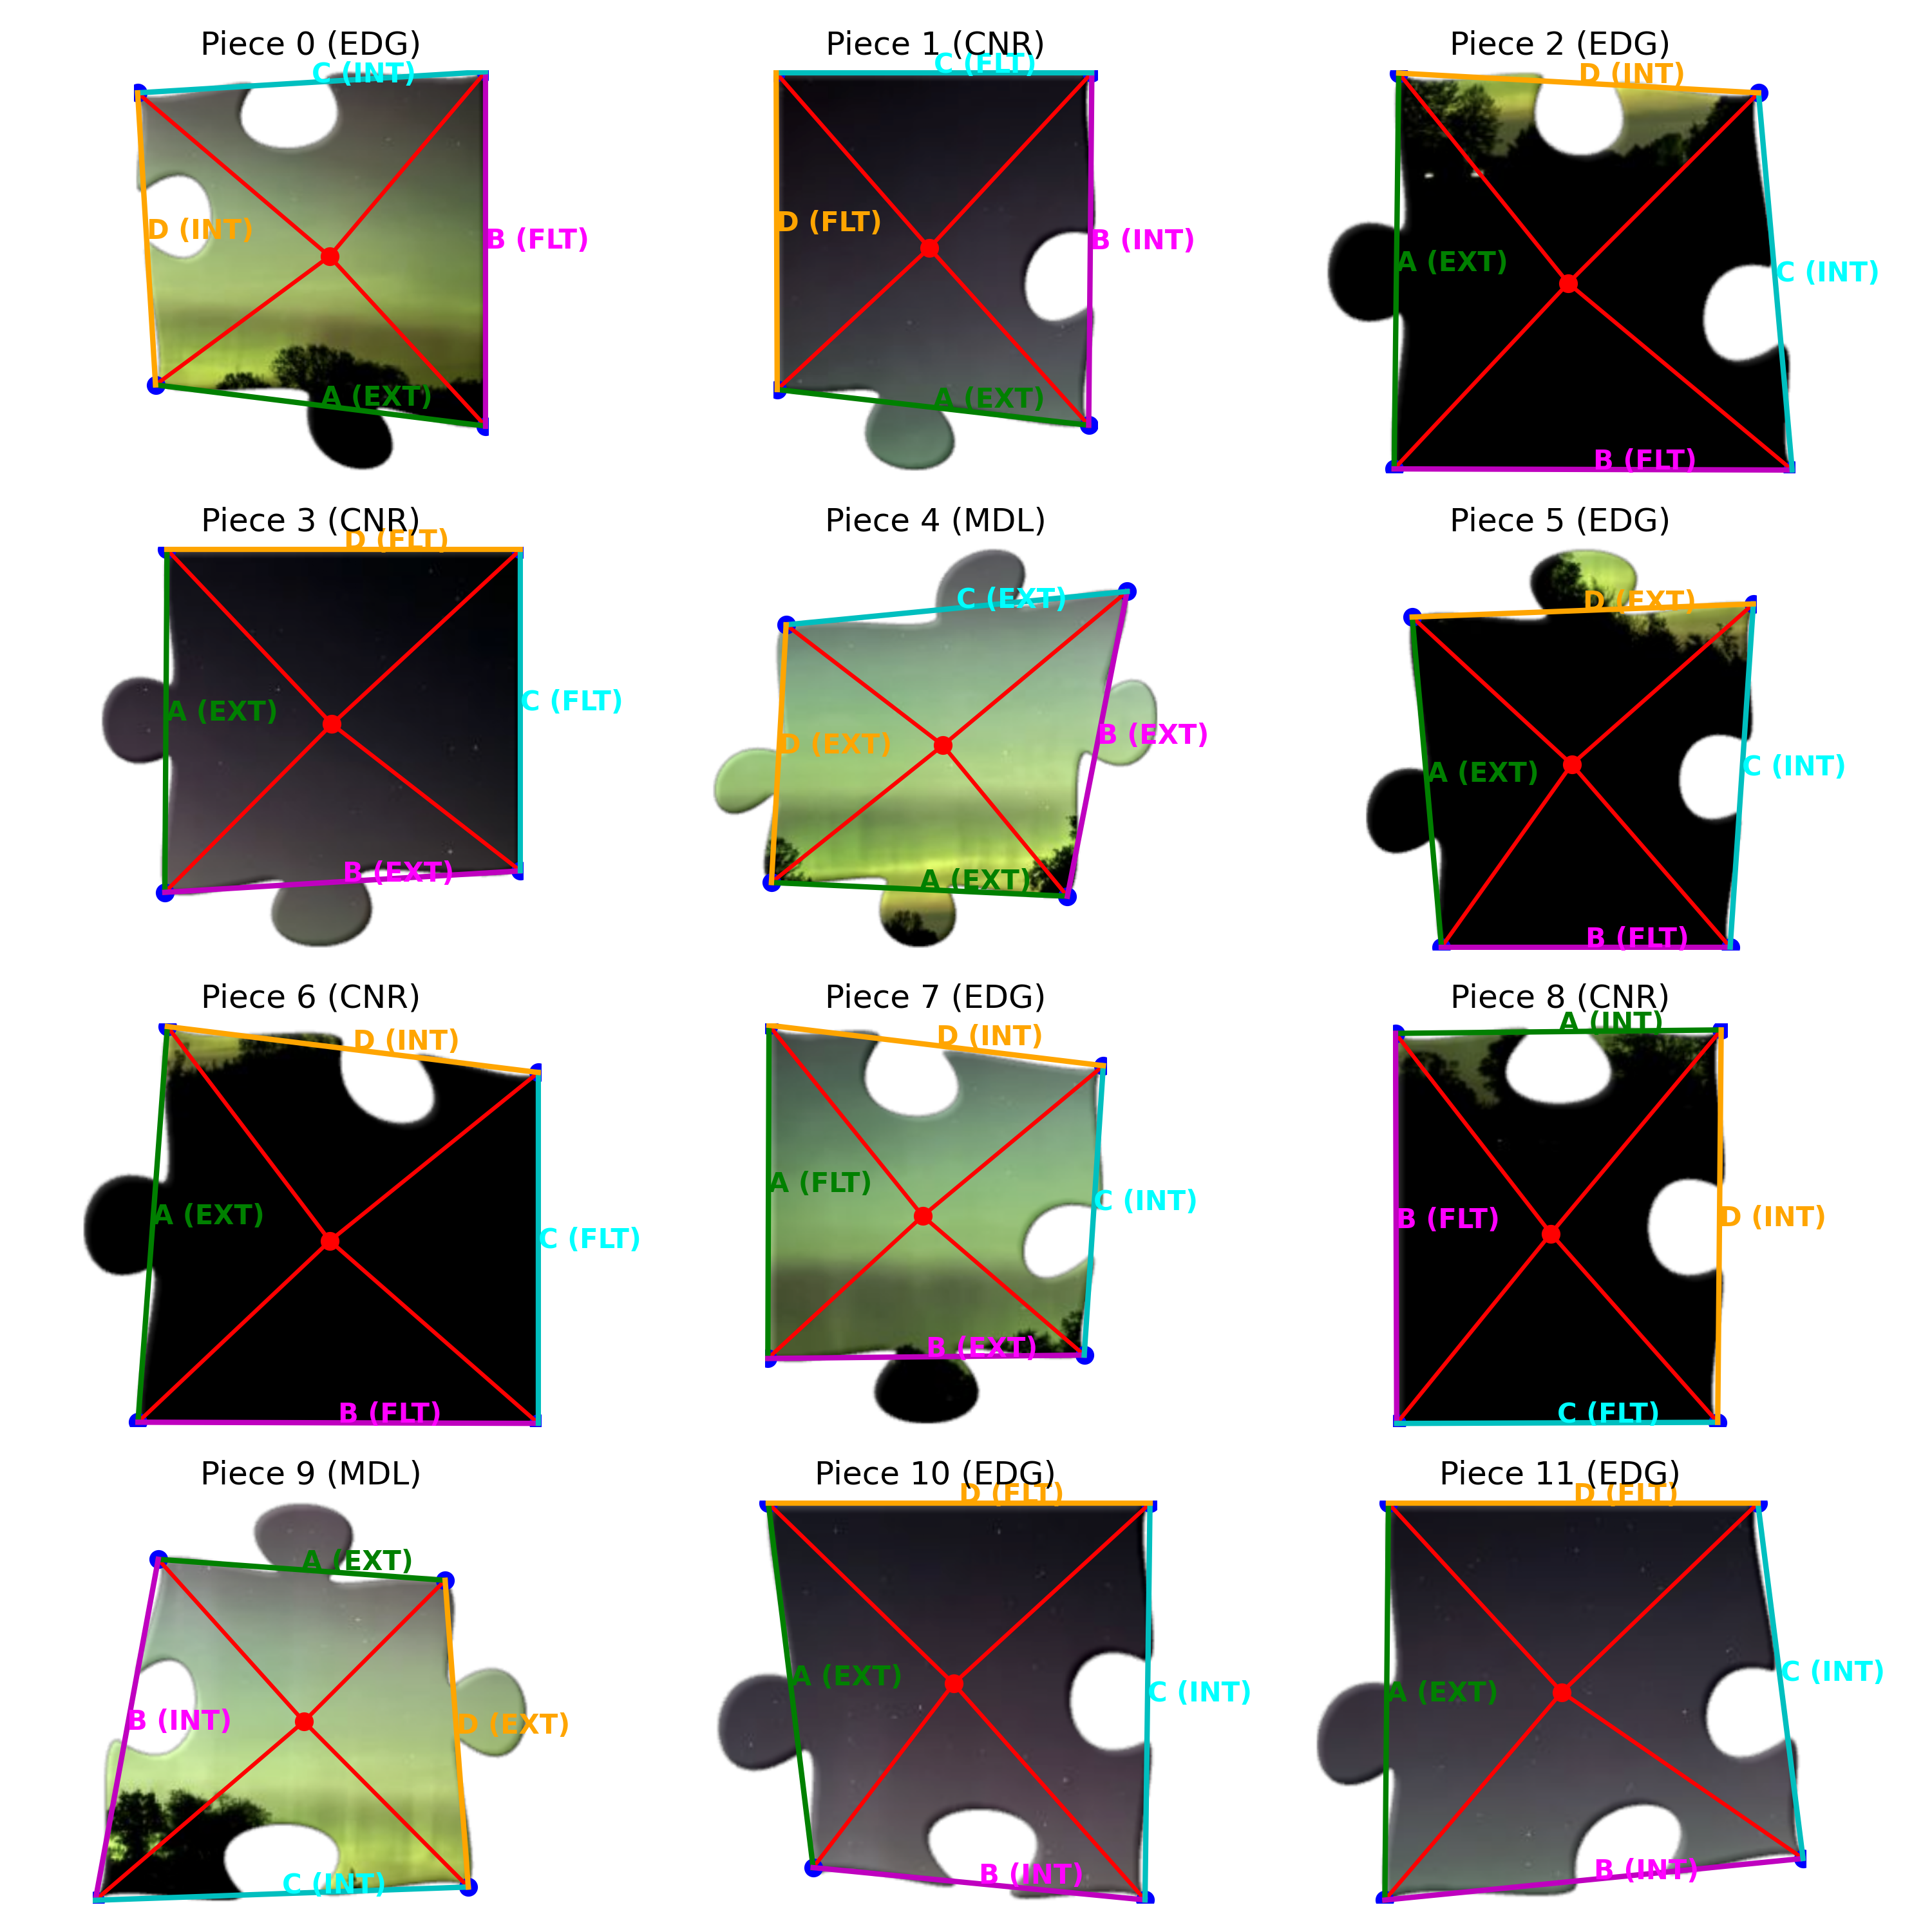 Piece 0 (EDG)
C (INT)
D (INT)
B (FLT)
A (EXT)
Piece 1 (CNR)
C (FLT)
D (FLT)
B (INT)
A (EXT)
Piece 2 (EDG)
D (INT)
A (EXT)
C (INT)
B (FLT)
Piece 3 (CNR)
D (FLT)
A (EXT)
C (FLT)
B (EXT)
Piece 4 (MDL)
C (EXT)
D (EXT)
B (EXT)
A (EXT)
Piece 5 (EDG)
D (EXT)
A (EXT)
C (INT)
B (FLT)
Piece 6 (CNR)
D (INT)
A (EXT)
C (FLT)
B (FLT)
Piece 7 (EDG)
D (INT)
A (FLT)
C (INT)
B (EXT)
Piece 8 (CNR)
A (INT)
B (FLT)
D (INT)
C (FLT)
Piece 9 (MDL)
A (EXT)
B (INT)
D (EXT)
C (INT)
Piece 10 (EDG)
D (FLT)
A (EXT)
C (INT)
B (INT)
Piece 11 (EDG)
D (FLT)
A (EXT)
C (INT)
B (INT)